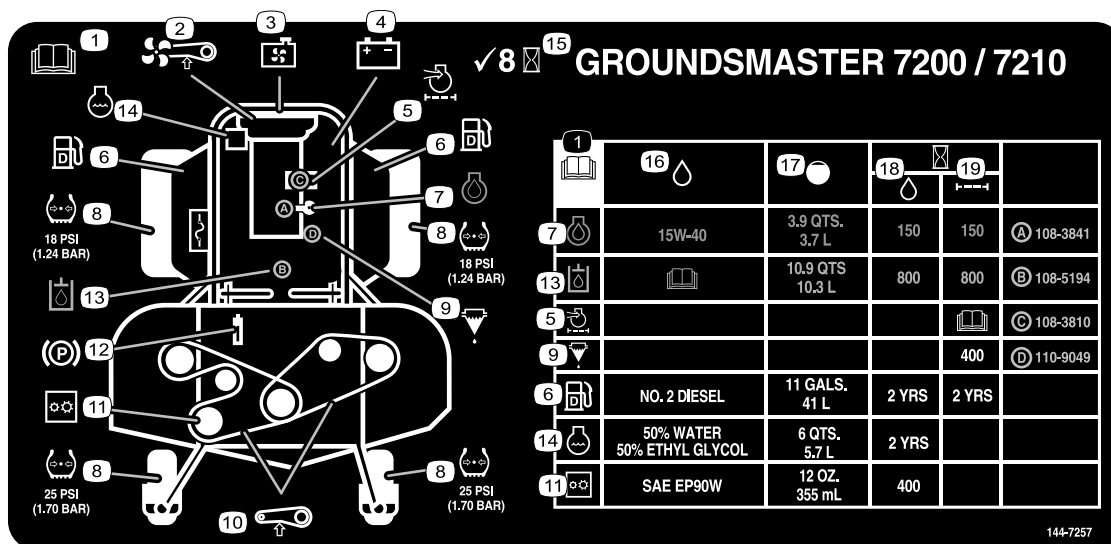 1
2
3
4
✓8 15 GROUNDSMASTER 7200 / 7210
14
5
6
D
6
D
7
8
8
18 PSI
(1.24 BAR)
18 PSI
(1.24 BAR)
C
A
D
B
13
9
12
P
11
8
8
25 PSI
(1.70 BAR)
25 PSI
(1.70 BAR)
10
1 16 17 18 19
7 15W-40 3.9 QTS. 3.7 L 150 150 A 108-3841
13 10.9 QTS 10.3 L 800 800 B 108-5194
5 C 108-3810
9 400 D 110-9049
6 D NO. 2 DIESEL 11 GALS. 41 L 2 YRS 2 YRS
14 50% WATER 50% ETHYL GLYCOL 6 QTS. 5.7 L 2 YRS
11 SAE EP90W 12 OZ. 355 mL 400
144-7257